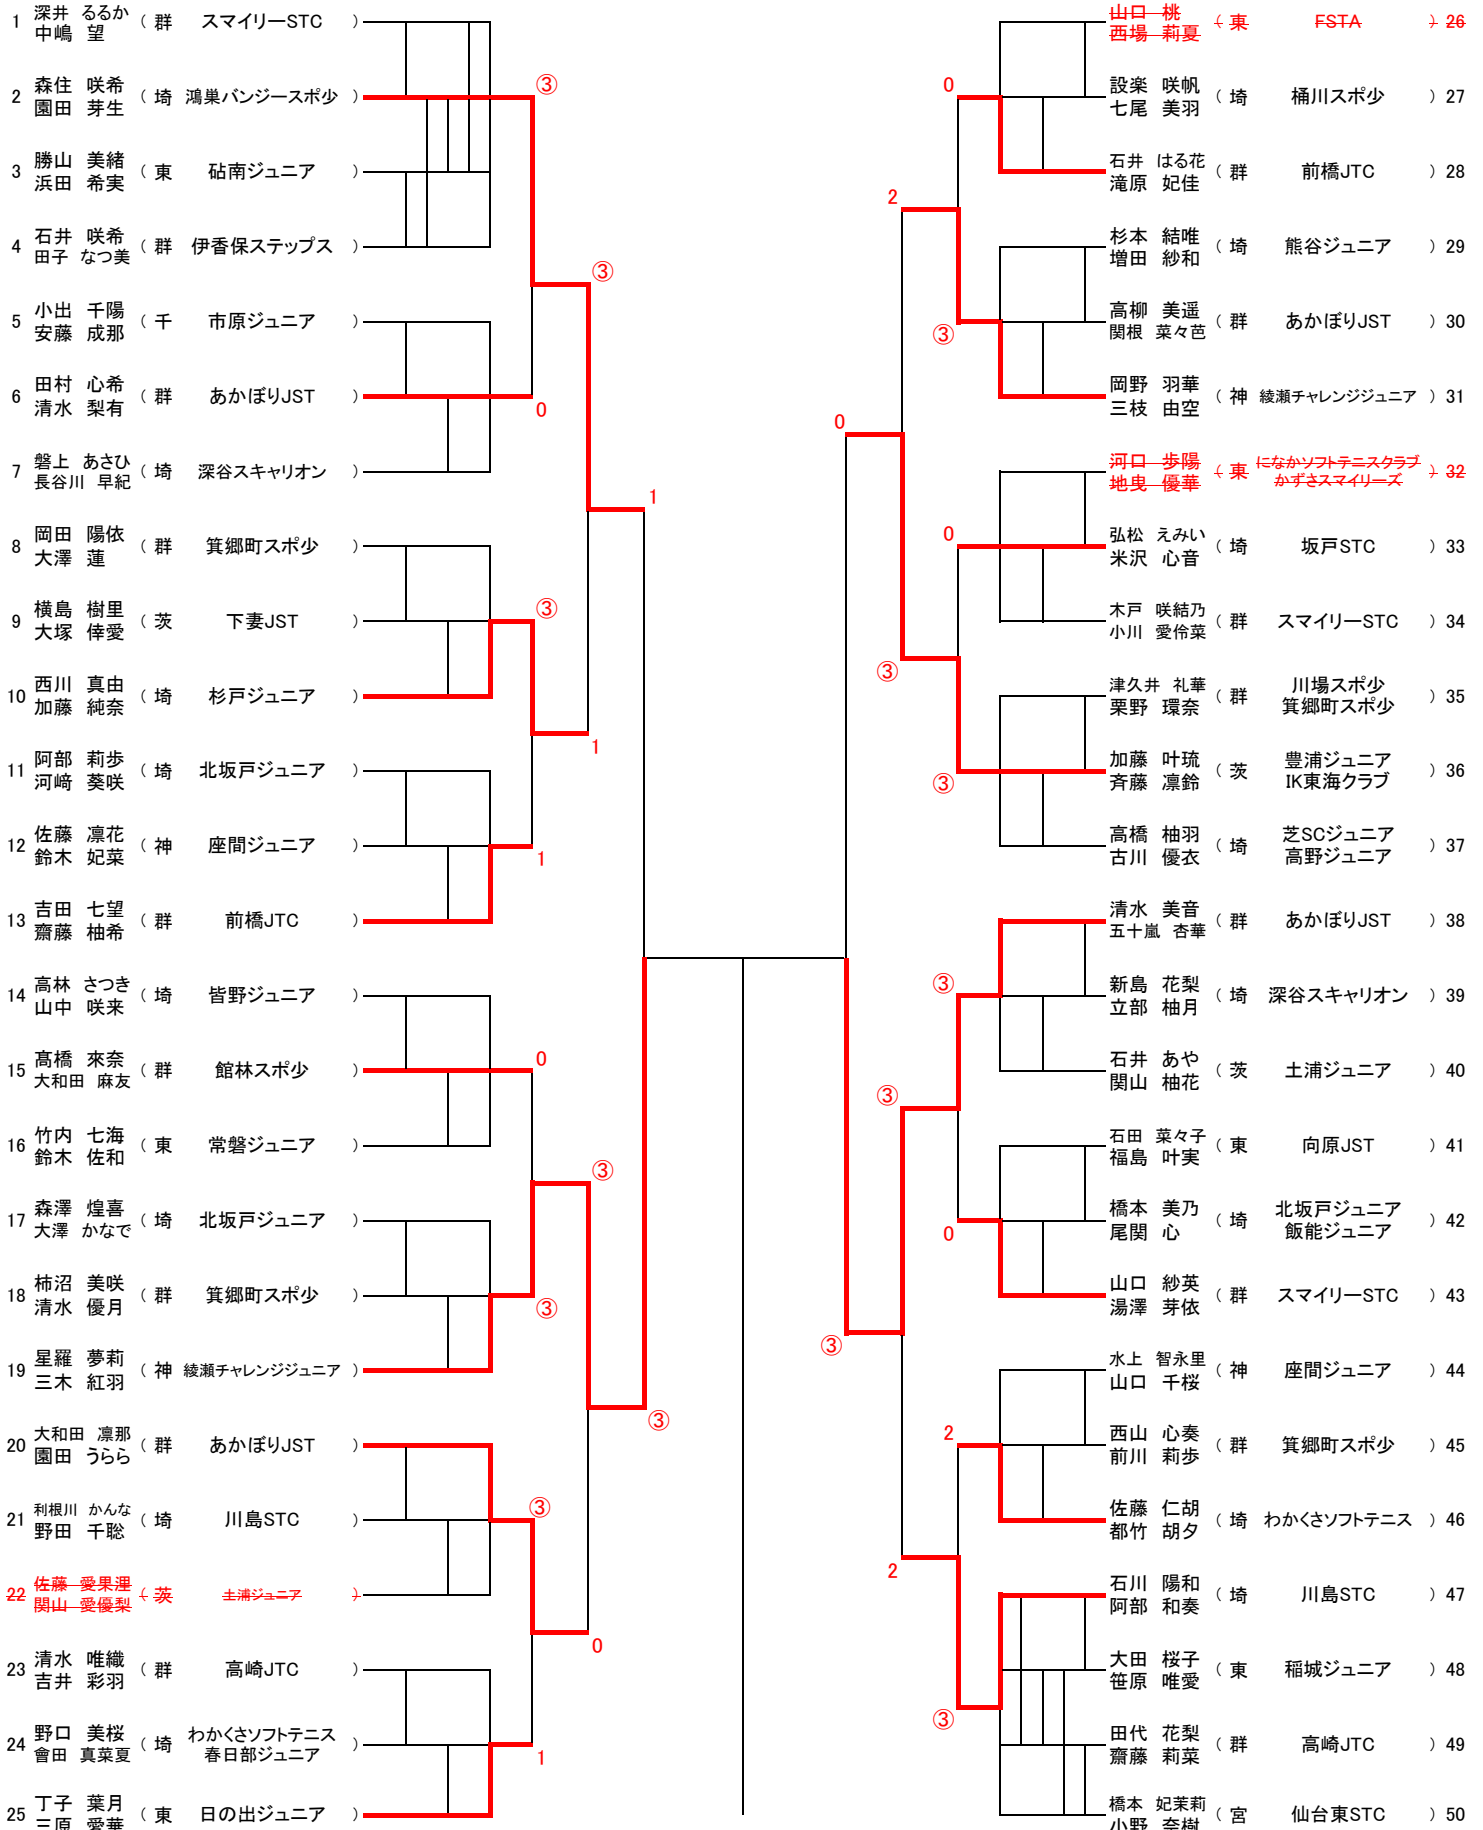 1 深井 るるか 中嶋 望 ( 群 スマイリーSTC )
2 森住 咲希 園田 芽生 ( 埼 鴻巣バンジースポ少 )
3 勝山 美緒 浜田 希実 ( 東 砧南ジュニア )
4 石井 咲希 田子 なつ美 ( 群 伊香保ステップス )
5 小出 千陽 安藤 成那 ( 千 市原ジュニア )
6 田村 心希 清水 梨有 ( 群 あかぼりJST )
7 磐上 あさひ 長谷川 早紀 ( 埼 深谷スキャリオン )
8 岡田 陽依 大澤 蓮 ( 群 箕郷町スポ少 )
9 横島 樹里 大塚 倖愛 ( 茨 下妻JST )
10 西川 真由 加藤 純奈 ( 埼 杉戸ジュニア )
11 阿部 莉歩 河﨑 葵咲 ( 埼 北坂戸ジュニア )
12 佐藤 凛花 鈴木 妃菜 ( 神 座間ジュニア )
13 吉田 七望 齋藤 柚希 ( 群 前橋JTC )
14 高林 さつき 山中 咲来 ( 埼 皆野ジュニア )
15 髙橋 來奈 大和田 麻友 ( 群 館林スポ少 )
16 竹内 七海 鈴木 佐和 ( 東 常磐ジュニア )
17 森澤 煌喜 大澤 かなで ( 埼 北坂戸ジュニア )
18 柿沼 美咲 清水 優月 ( 群 箕郷町スポ少 )
19 星羅 夢莉 三木 紅羽 ( 神 綾瀬チャレンジジュニア )
20 大和田 凛那 園田 うらら ( 群 あかぼりJST )
21 利根川 かんな 野田 千聡 ( 埼 川島STC )
22 佐藤 愛果浬 関山 愛優梨 ( 茨 土浦ジュニア )
23 清水 唯織 吉井 彩羽 ( 群 高崎JTC )
24 野口 美桜 會田 真菜夏 ( 埼 わかくさソフトテニス 春日部ジュニア )
25 丁子 葉月 三原 愛華 ( 東 日の出ジュニア )
③
0
③
③
1
1
1
0
③
③
③
③
1
0
0
③
2
0
③
③
0
③
③
0
③
2
③
2
山口 桃 西場 莉夏 ( 東 FSTA ) 26
設楽 咲帆 七尾 美羽 ( 埼 桶川スポ少 ) 27
石井 はる花 滝原 妃佳 ( 群 前橋JTC ) 28
杉本 結唯 増田 紗和 ( 埼 熊谷ジュニア ) 29
高柳 美遥 関根 菜々芭 ( 群 あかぼりJST ) 30
岡野 羽華 三枝 由空 ( 神 綾瀬チャレンジジュニア ) 31
河口 歩陽 地曳 優華 ( 東 になかソフトテニスクラブ かずさスマイリーズ ) 32
弘松 えみい 米沢 心音 ( 埼 坂戸STC ) 33
木戸 咲結乃 小川 愛伶菜 ( 群 スマイリーSTC ) 34
津久井 礼華 栗野 環奈 ( 群 川場スポ少 箕郷町スポ少 ) 35
加藤 叶琉 斉藤 凛鈴 ( 茨 豊浦ジュニア IK東海クラブ ) 36
高橋 柚羽 古川 優衣 ( 埼 芝SCジュニア 高野ジュニア ) 37
清水 美音 五十嵐 杏華 ( 群 あかぼりJST ) 38
新島 花梨 立部 柚月 ( 埼 深谷スキャリオン ) 39
石井 あや 関山 柚花 ( 茨 土浦ジュニア ) 40
石田 菜々子 福島 叶実 ( 東 向原JST ) 41
橋本 美乃 尾関 心 ( 埼 北坂戸ジュニア 飯能ジュニア ) 42
山口 紗英 湯澤 芽依 ( 群 スマイリーSTC ) 43
水上 智永里 山口 千桜 ( 神 座間ジュニア ) 44
西山 心奏 前川 莉歩 ( 群 箕郷町スポ少 ) 45
佐藤 仁胡 都竹 胡夕 ( 埼 わかくさソフトテニス ) 46
石川 陽和 阿部 和奏 ( 埼 川島STC ) 47
大田 桜子 笹原 唯愛 ( 東 稲城ジュニア ) 48
田代 花梨 齋藤 莉菜 ( 群 高崎JTC ) 49
橋本 妃茉莉 小野 奈樹 ( 宮 仙台東STC ) 50